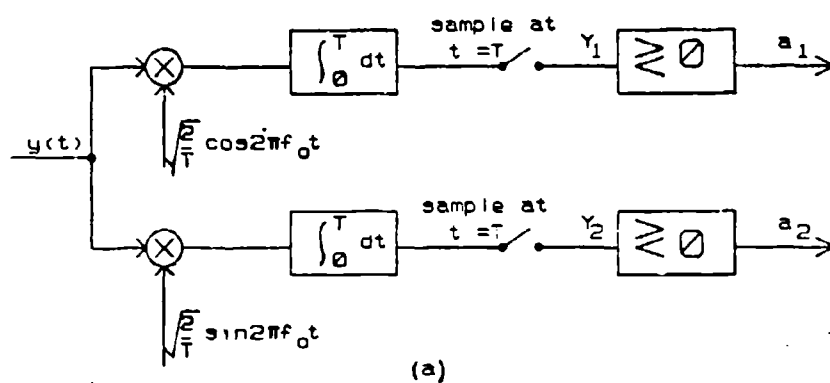 sample at
t = T
∫₀ᵀ dt
Y₁
≷ 0
a₁
y(t)
√(2/T) cos2πf₀t
sample at
t = T
∫₀ᵀ dt
Y₂
≷ 0
a₂
√(2/T) sin2πf₀t
(a)